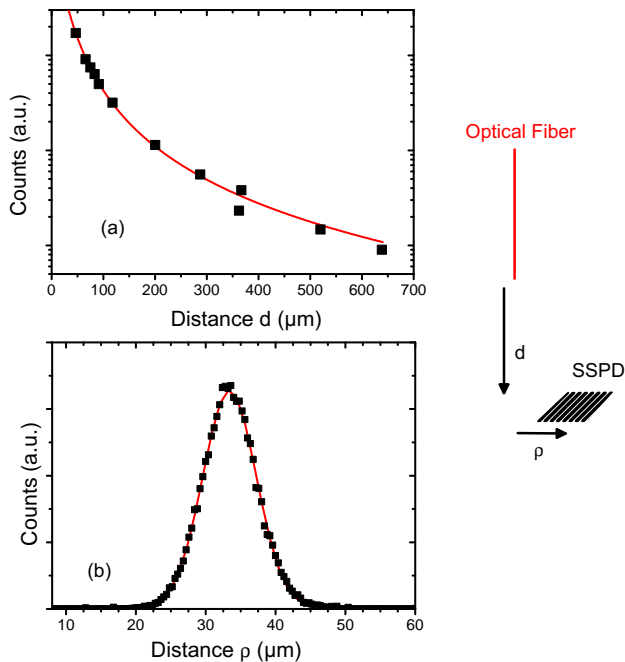 Counts (a.u.)
(a)
0 100 200 300 400 500 600 700
Distance d (μm)
Counts (a.u.)
(b)
10 20 30 40 50 60
Distance ρ (μm)
Optical Fiber
d
SSPD
ρ